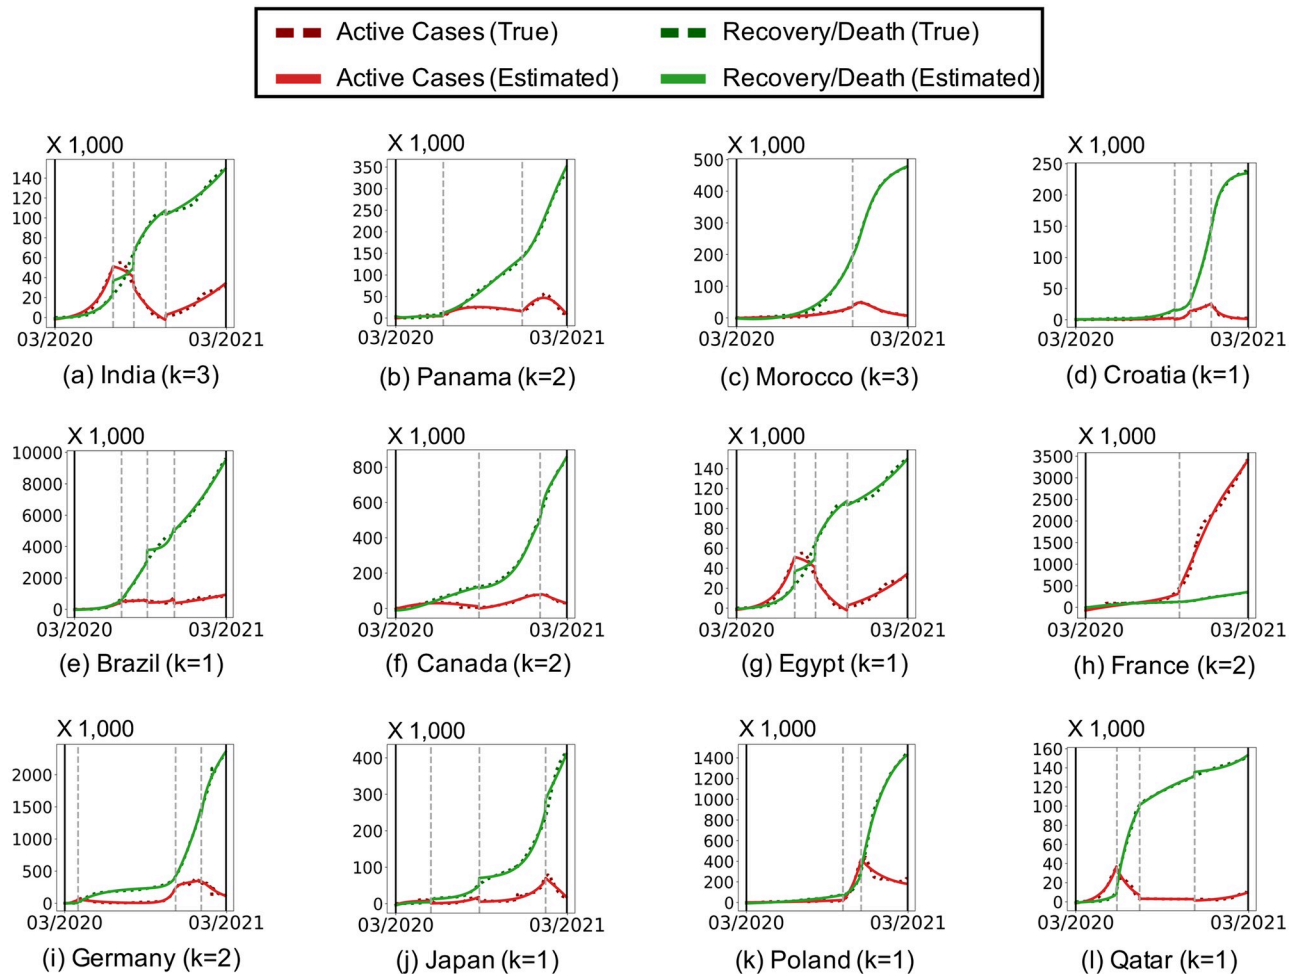 Active Cases (True) Recovery/Death (True)
Active Cases (Estimated) Recovery/Death (Estimated)
X 1,000 X 1,000 X 1,000 X 1,000
140 350 500 250
120 300 400 200
100 250 300 150
80 200 200 100
60 150 100 50
40 100 0 0
20 50
0 0
03/2020 03/2021 03/2020 03/2021 03/2020 03/2021 03/2020 03/2021
(a) India (k=3) (b) Panama (k=2) (c) Morocco (k=3) (d) Croatia (k=1)
X 1,000 X 1,000 X 1,000 X 1,000
10000 800 140 3500
8000 600 120 3000
6000 400 100 2500
4000 200 80 2000
2000 0 60 1500
0 40 1000
20 500
0 0
03/2020 03/2021 03/2020 03/2021 03/2020 03/2021 03/2020 03/2021
(e) Brazil (k=1) (f) Canada (k=2) (g) Egypt (k=1) (h) France (k=2)
X 1,000 X 1,000 X 1,000 X 1,000
2000 400 1400 160
1500 300 1200 140
1000 200 1000 120
500 100 800 100
0 0 600 80
400 60
200 40
0 20
0
03/2020 03/2021 03/2020 03/2021 03/2020 03/2021 03/2020 03/2021
(i) Germany (k=2) (j) Japan (k=1) (k) Poland (k=1) (l) Qatar (k=1)